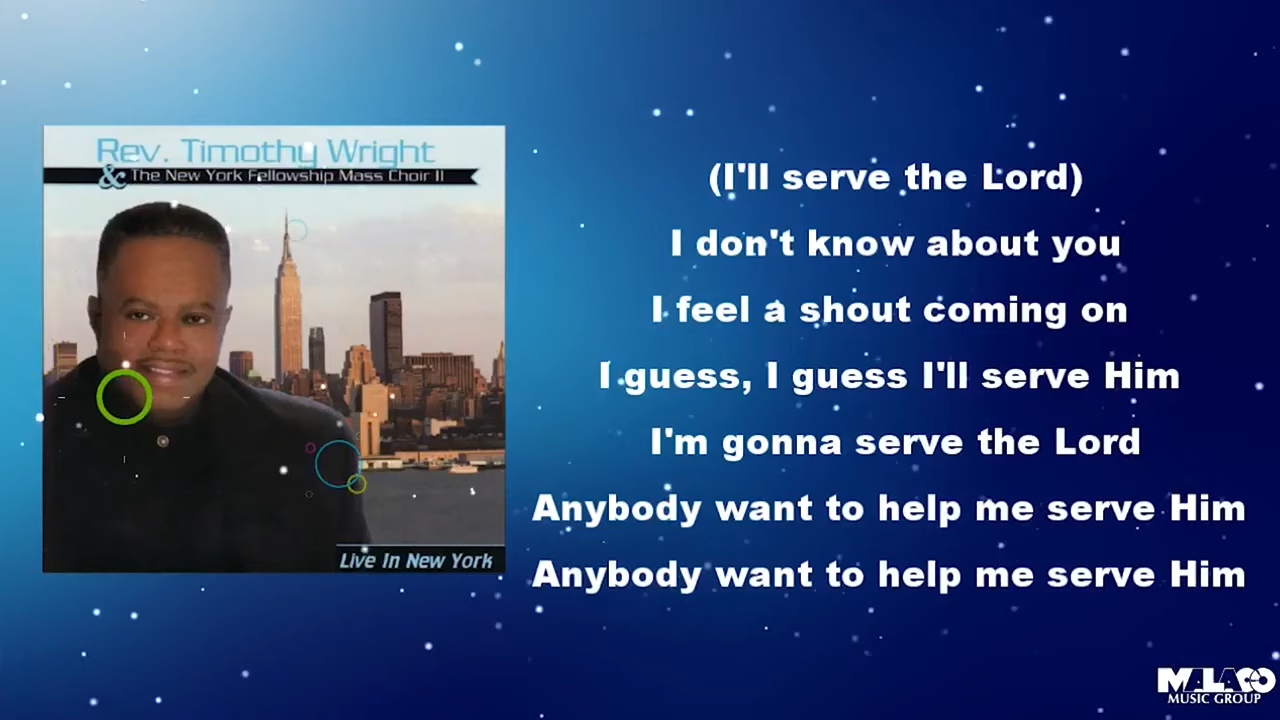 Rev. Timothy Wright
& The New York Fellowship Mass Choir II
Live In New York
(I'll serve the Lord)
I don't know about you
I feel a shout coming on
I guess, I guess I'll serve Him
I'm gonna serve the Lord
Anybody want to help me serve Him
Anybody want to help me serve Him
MALACO
MUSIC GROUP